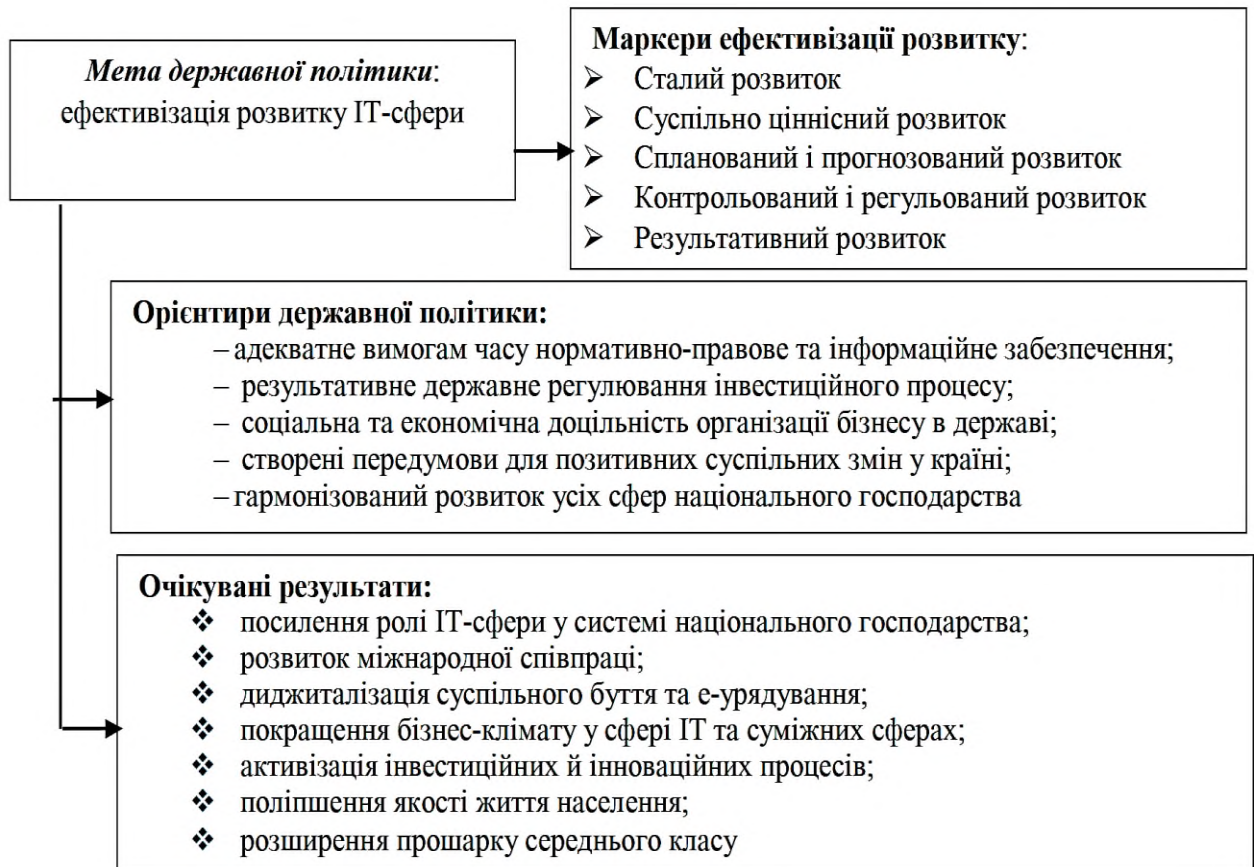 Мета державної політики:
ефективізація розвитку ІТ-сфери
Маркери ефективізації розвитку:
➢ Сталий розвиток
➢ Суспільно ціннісний розвиток
➢ Спланований і прогнозований розвиток
➢ Контрольований і регульований розвиток
➢ Результативний розвиток
Орієнтири державної політики:
– адекватне вимогам часу нормативно-правове та інформаційне забезпечення;
– результативне державне регулювання інвестиційного процесу;
– соціальна та економічна доцільність організації бізнесу в державі;
– створені передумови для позитивних суспільних змін у країні;
– гармонізований розвиток усіх сфер національного господарства
Очікувані результати:
❖ посилення ролі ІТ-сфери у системі національного господарства;
❖ розвиток міжнародної співпраці;
❖ диджиталізація суспільного буття та е-урядування;
❖ покращення бізнес-клімату у сфері ІТ та суміжних сферах;
❖ активізація інвестиційних й інноваційних процесів;
❖ поліпшення якості життя населення;
❖ розширення прошарку середнього класу